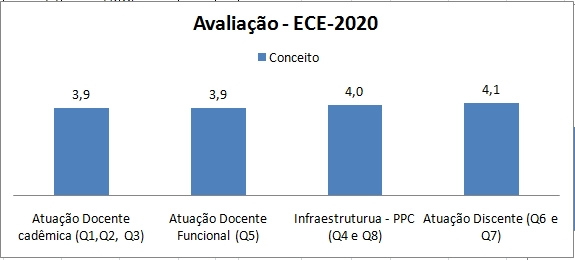 Avaliação - ECE-2020
Conceito
3,9
3,9
4,0
4,1
Atuação Docente
cadêmica (Q1,Q2, Q3)
Atuação Docente
Funcional (Q5)
Infraestruturua - PPC
(Q4 e Q8)
Atuação Discente (Q6 e
Q7)